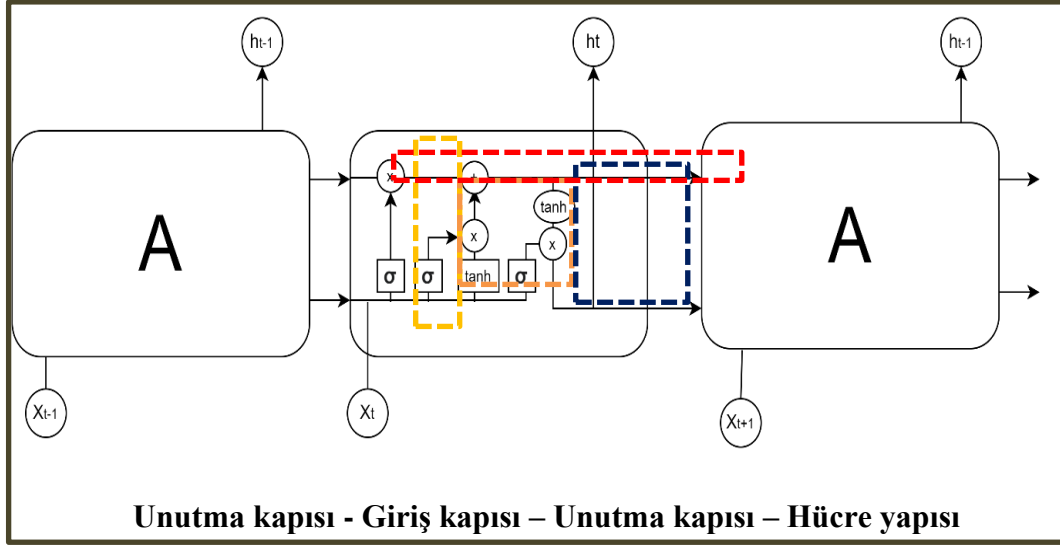 ht-1 ht ht-1
x +
tanh
A x x A
σ σ tanh σ
Xt-1 Xt Xt+1
Unutma kapısı - Giriş kapısı – Unutma kapısı – Hücre yapısı